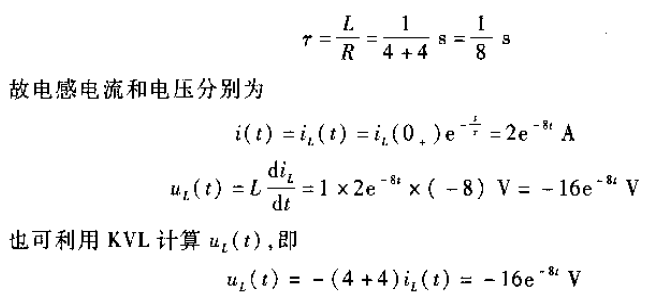 τ = L/R = 1/(4+4) s = 1/8 s
故电感电流和电压分别为
i(t) = i_L(t) = i_L(0₊)e^{-t/τ} = 2e^{-8t} A
u_L(t) = L di_L/dt = 1 × 2e^{-8t} × (-8) V = -16e^{-8t} V
也可利用 KVL 计算 u_L(t),即
u_L(t) = -(4+4)i_L(t) = -16e^{-8t} V